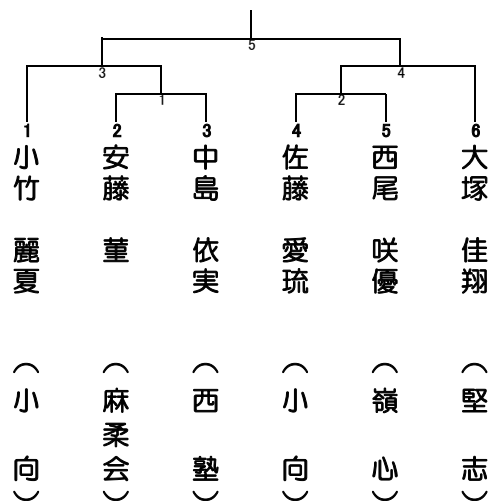 5
3
4
1
2
1
小竹 麗夏
（小向）
2
安藤 菫
（麻柔会）
3
中島 依実
（西塾）
4
佐藤 愛琉
（小向）
5
西尾 咲優
（嶺心）
6
大塚 佳翔
（堅志）